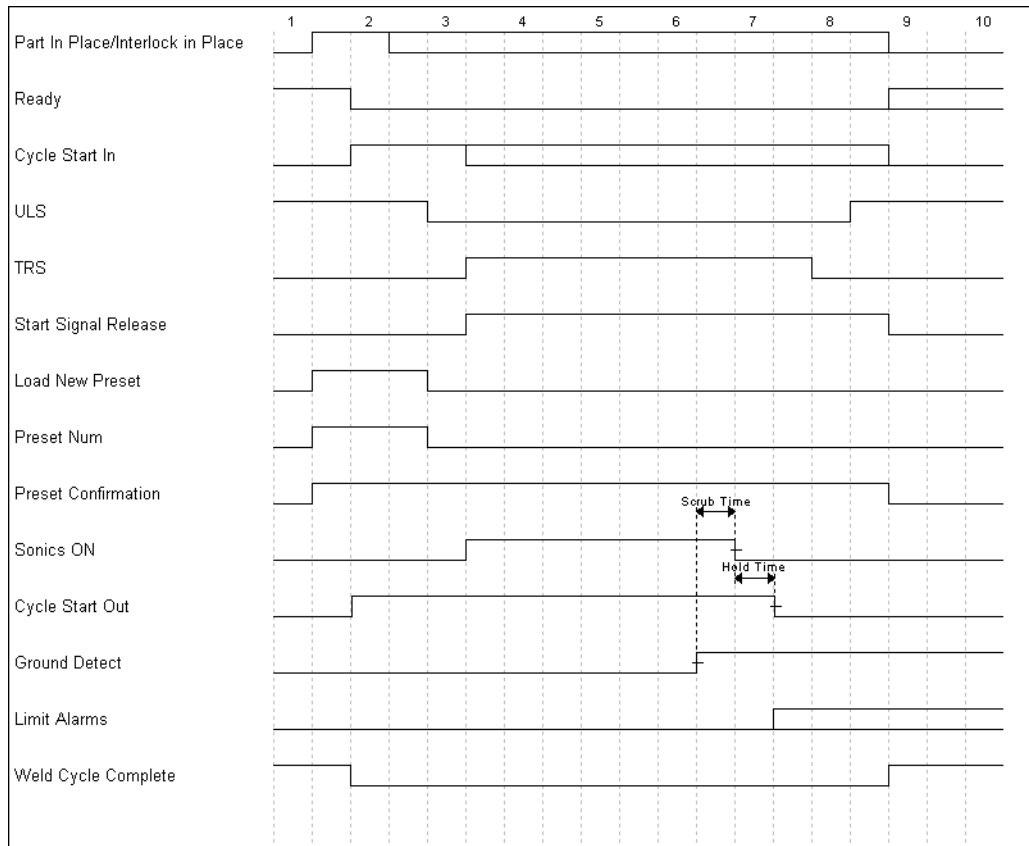 1 2 3 4 5 6 6 7 8 9 10
Part In Place/Interlock in Place
Ready
Cycle Start In
ULS
TRS
Start Signal Release
Load New Preset
Preset Num
Preset Confirmation
Scrub Time
Sonics ON
Hold Time
Cycle Start Out
Ground Detect
Limit Alarms
Weld Cycle Complete